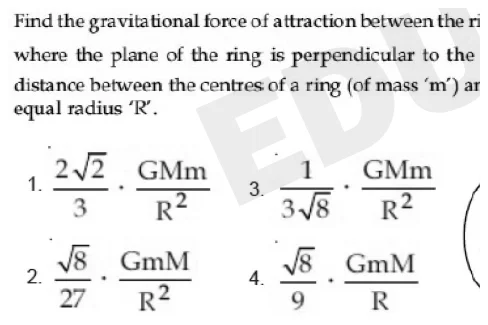 Find the gravitational force of attraction between the
where the plane of the ring is perpendicular to the
distance between the centres of a ring (of mass 'm')
equal radius 'R'.
1. 2√2/3 · GMm/R² 3. 1/(3√8) · GMm/R²
2. √8/27 · GmM/R² 4. √8/9 · GmM/R
EDU